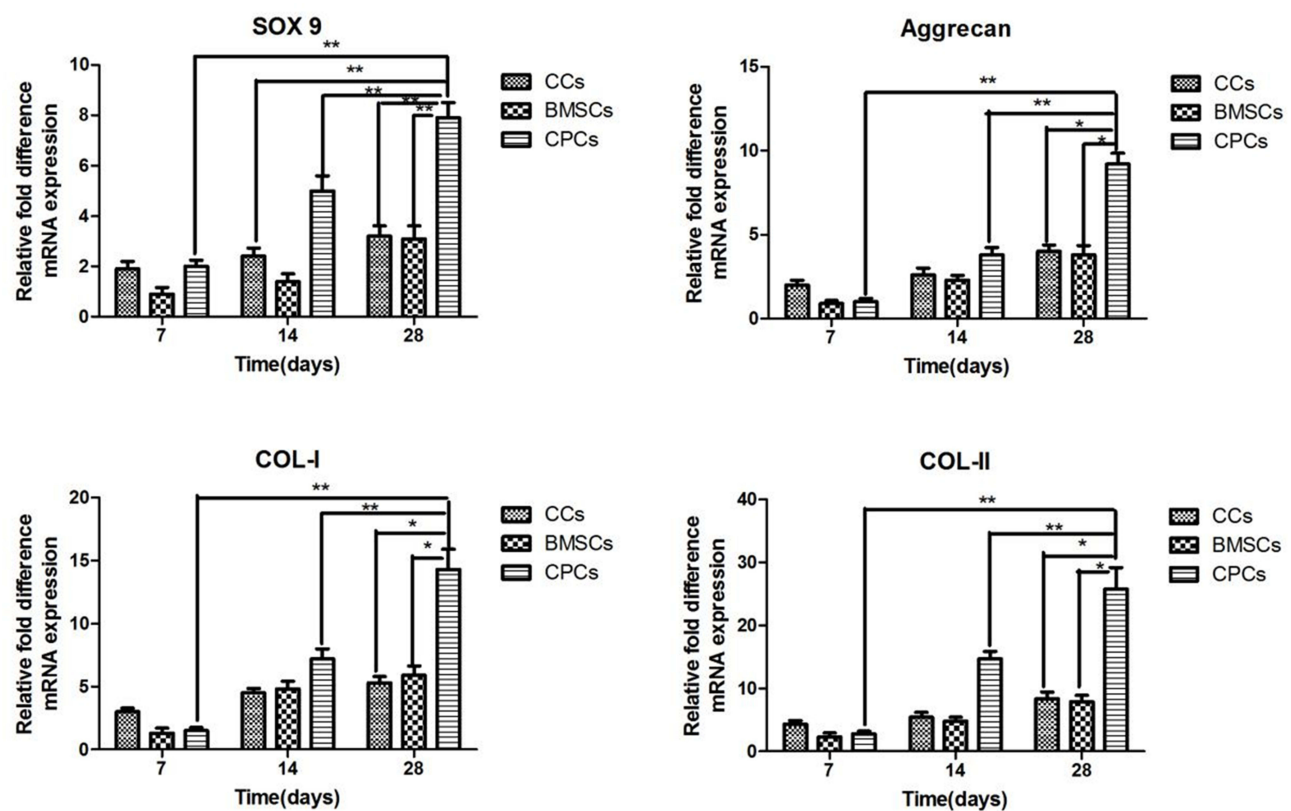 SOX 9
Relative fold difference
mRNA expression
10
8
6
4
2
0
**
**
**
**
**
7
14
28
Time(days)
CCs
BMSCs
CPCs
Aggrecan
Relative fold difference
mRNA expression
15
10
5
0
**
**
*
*
7
14
28
Time(days)
CCs
BMSCs
CPCs
COL-I
Relative fold difference
mRNA expression
20
15
10
5
0
**
**
*
*
7
14
28
Time(days)
CCs
BMSCs
CPCs
COL-II
Relative fold difference
mRNA expression
40
30
20
10
0
**
**
*
*
7
14
28
Time(days)
CCs
BMSCs
CPCs